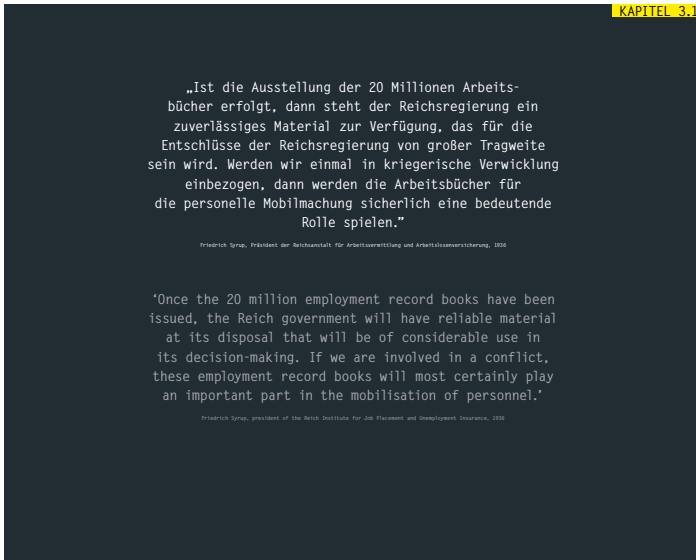 KAPITEL 3.1
„Ist die Ausstellung der 20 Millionen Arbeits-
bücher erfolgt, dann steht der Reichsregierung ein
zuverlässiges Material zur Verfügung, das für die
Entschlüsse der Reichsregierung von großer Tragweite
sein wird. Werden wir einmal in kriegerische Verwicklung
einbezogen, dann werden die Arbeitsbücher für
die personelle Mobilmachung sicherlich eine bedeutende
Rolle spielen.”
Friedrich Syrup, Präsident der Reichsanstalt für Arbeitsvermittlung und Arbeitslosenversicherung, 1936
‘Once the 20 million employment record books have been
issued, the Reich government will have reliable material
at its disposal that will be of considerable use in
its decision-making. If we are involved in a conflict,
these employment record books will most certainly play
an important part in the mobilisation of personnel.’
Friedrich Syrup, president of the Reich Institute for Job Placement and Unemployment Insurance, 1936